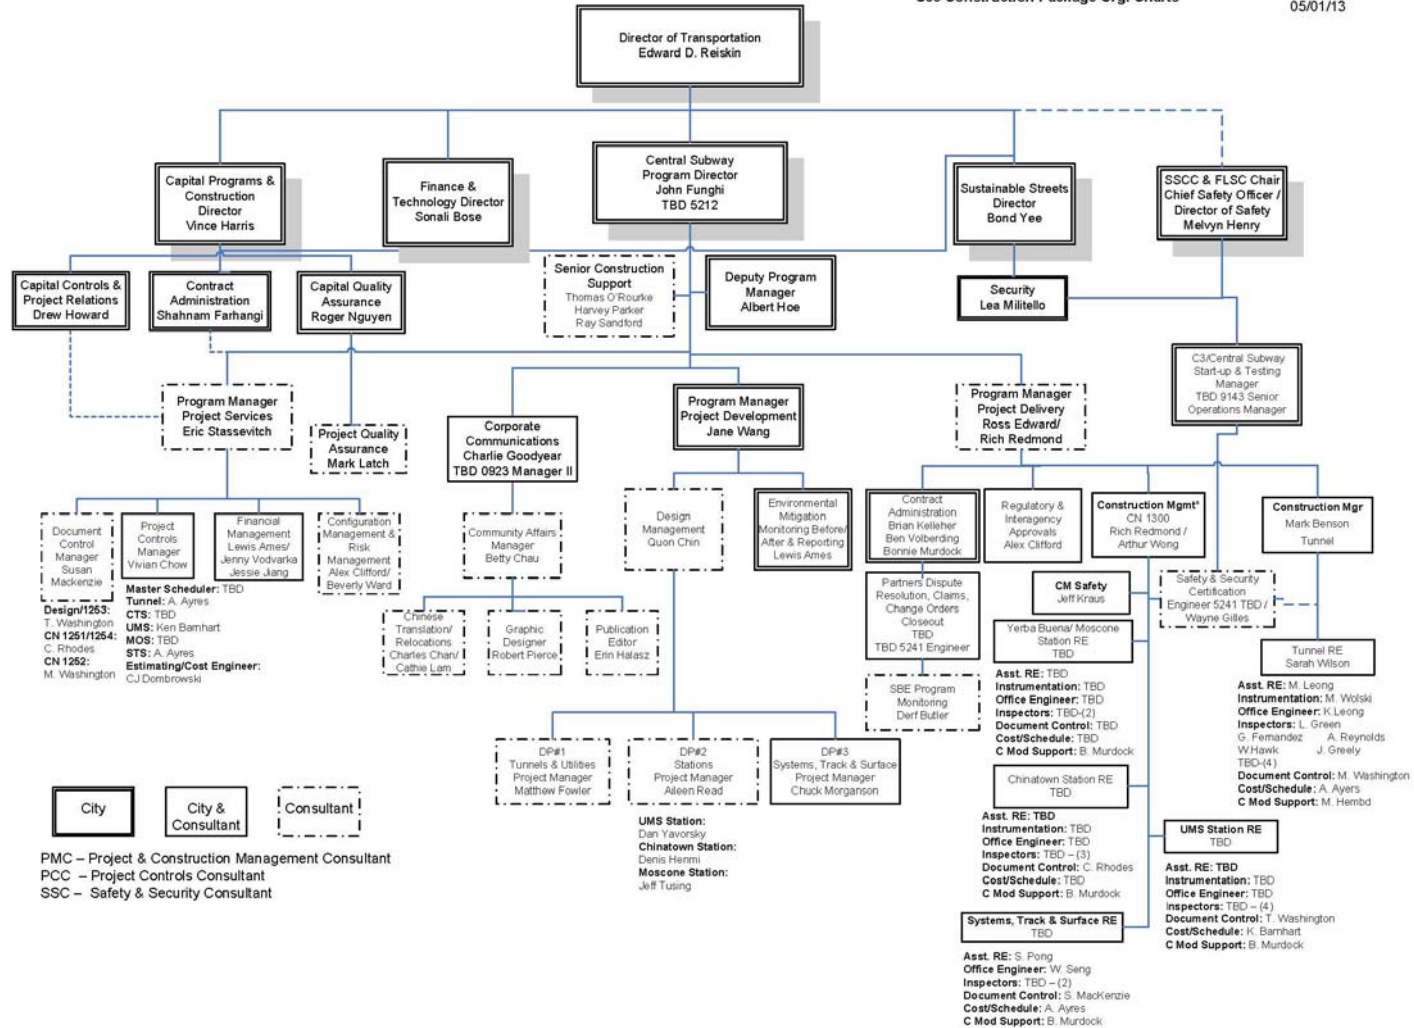 See Construction Package Org. Charts
05/01/13
Director of Transportation
Edward D. Reiskin
Capital Programs &
Construction
Director
Vince Harris
Finance &
Technology Director
Sonali Bose
Central Subway
Program Director
John Funghi
TBD 5212
Sustainable Streets
Director
Bond Yee
SSCC & FLSC Chair
Chief Safety Officer /
Director of Safety
Melvyn Henry
Capital Controls &
Project Relations
Drew Howard
Contract
Administration
Shahnam Farhangi
Capital Quality
Assurance
Roger Nguyen
Senior Construction
Support
Thomas O'Rourke
Harvey Parker
Ray Sandford
Deputy Program
Manager
Albert Hoe
Security
Lea Militello
C3/Central Subway
Start-up & Testing
Manager
TBD 9143 Senior
Operations Manager
Program Manager
Project Services
Eric Stassevitch
Project Quality
Assurance
Mark Latch
Corporate
Communications
Charlie Goodyear
TBD 0923 Manager II
Program Manager
Project Development
Jane Wang
Program Manager
Project Delivery
Ross Edward/
Rich Redmond
Document
Control
Manager
Susan
Mackenzie
Project
Controls
Manager
Vivian Chow
Financial
Management
Lewis Ames/
Jenny Vodvarka
Jessie Jiang
Configuration
Management &
Risk
Management
Alex Clifford/
Beverly Ward
Design/1253:
T. Washington
CN 1251/1254:
C. Rhodes
CN 1252:
M. Washington
Master Scheduler: TBD
Tunnel: A. Ayres
CTS: TBD
UMS: Ken Barnhart
MOS: TBD
STS: A. Ayres
Estimating/Cost Engineer:
CJ Dombrowski
Community Affairs
Manager
Betty Chau
Chinese
Translation/
Relocations
Charles Chan/
Cathie Lam
Graphic
Designer
Robert Pierce
Publication
Editor
Erin Halasz
Design
Management
Quon Chin
Environmental
Mitigation
Monitoring Before/
After & Reporting
Lewis Ames
DP#1
Tunnels & Utilities
Project Manager
Matthew Fowler
DP#2
Stations
Project Manager
Aileen Read
DP#3
Systems, Track & Surface
Project Manager
Chuck Morganson
UMS Station:
Dan Yavorsky
Chinatown Station:
Denis Henmi
Moscone Station:
Jeff Tusing
Contract
Administration
Brian Kelleher
Ben Volberding
Bonnie Murdock
Partners Dispute
Resolution, Claims,
Change Orders
Closeout
TBD
TBD 5241 Engineer
SBE Program
Monitoring
Derf Butler
Regulatory &
Interagency
Approvals
Alex Clifford
Construction Mgmt*
CN 1300
Rich Redmond /
Arthur Wong
Construction Mgr
Mark Benson
Tunnel
CM Safety
Jeff Kraus
Safety & Security
Certification
Engineer 5241 TBD /
Wayne Gilles
Yerba Buena/ Moscone
Station RE
TBD
Asst. RE: TBD
Instrumentation: TBD
Office Engineer: TBD
Inspectors: TBD-(2)
Document Control: TBD
Cost/Schedule: TBD
C Mod Support: B. Murdock
Tunnel RE
Sarah Wilson
Asst. RE: M. Leong
Instrumentation: M. Wolski
Office Engineer: K.Leong
Inspectors: L. Green
G. Fernandez A. Reynolds
W.Hawk J. Greely
TBD-(4)
Document Control: M. Washington
Cost/Schedule: A. Ayers
C Mod Support: M. Hembd
Chinatown Station RE
TBD
Asst. RE: TBD
Instrumentation: TBD
Office Engineer: TBD
Inspectors: TBD – (3)
Document Control: C. Rhodes
Cost/Schedule: TBD
C Mod Support: B. Murdock
UMS Station RE
TBD
Asst. RE: TBD
Instrumentation: TBD
Office Engineer: TBD
Inspectors: TBD – (4)
Document Control: T. Washington
Cost/Schedule: K. Barnhart
C Mod Support: B. Murdock
Systems, Track & Surface RE
TBD
Asst. RE: S. Pong
Office Engineer: W. Seng
Inspectors: TBD – (2)
Document Control: S. MacKenzie
Cost/Schedule: A. Ayres
C Mod Support: B. Murdock
City
City &
Consultant
Consultant
PMC – Project & Construction Management Consultant
PCC – Project Controls Consultant
SSC – Safety & Security Consultant